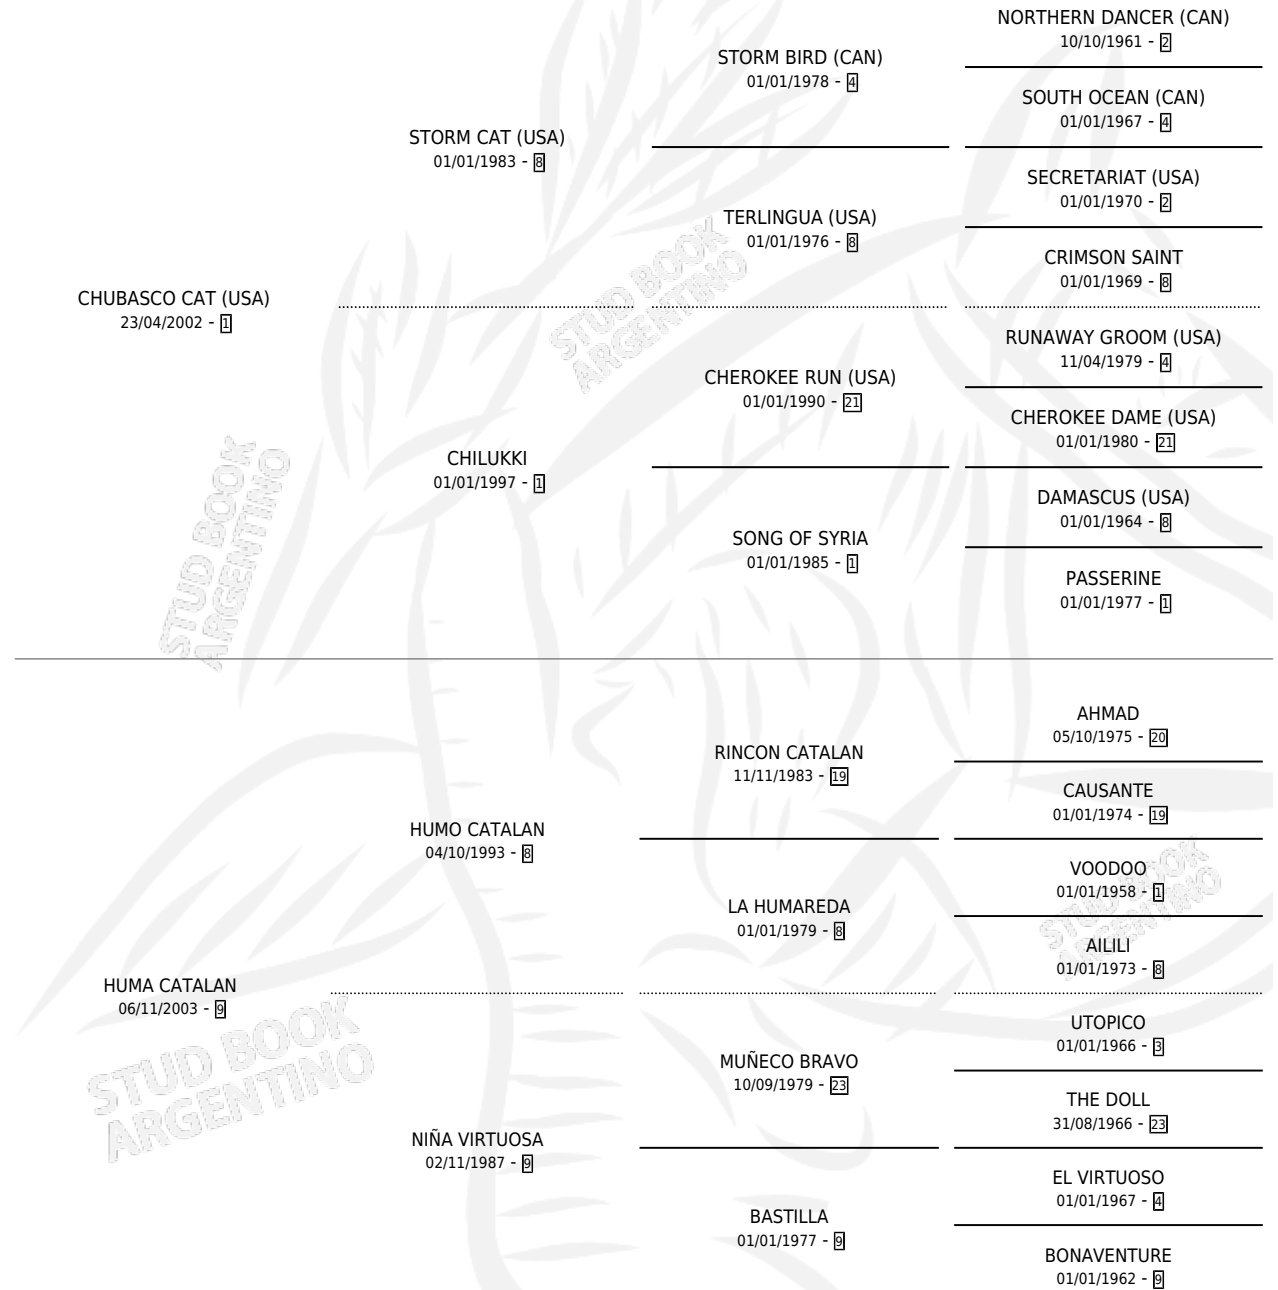 NORTHERN DANCER (CAN)
10/10/1961 - 2
STORM BIRD (CAN)
01/01/1978 - 4
SOUTH OCEAN (CAN)
01/01/1967 - 4
STORM CAT (USA)
01/01/1983 - 8
SECRETARIAT (USA)
01/01/1970 - 2
TERLINGUA (USA)
01/01/1976 - 8
CRIMSON SAINT
01/01/1969 - 8
CHUBASCO CAT (USA)
23/04/2002 - 1
RUNAWAY GROOM (USA)
11/04/1979 - 4
CHEROKEE RUN (USA)
01/01/1990 - 21
CHEROKEE DAME (USA)
01/01/1980 - 21
CHILUKKI
01/01/1997 - 1
DAMASCUS (USA)
01/01/1964 - 8
SONG OF SYRIA
01/01/1985 - 1
PASSERINE
01/01/1977 - 1
STUD BOOK
ARGENTINO
STUD BOOK
ARGENTINO
AHMAD
05/10/1975 - 20
RINCON CATALAN
11/11/1983 - 19
CAUSANTE
01/01/1974 - 19
HUMO CATALAN
04/10/1993 - 8
VOODOO
01/01/1958 - 1
LA HUMAREDA
01/01/1979 - 8
AILILI
01/01/1973 - 8
HUMA CATALAN
06/11/2003 - 9
UTOPICO
01/01/1966 - 3
MUÑECO BRAVO
10/09/1979 - 23
THE DOLL
31/08/1966 - 23
NIÑA VIRTUOSA
02/11/1987 - 9
EL VIRTUOSO
01/01/1967 - 4
BASTILLA
01/01/1977 - 9
BONAVENTURE
01/01/1962 - 9
STUD BOOK
ARGENTINO
STUD BOOK
ARGENTINO